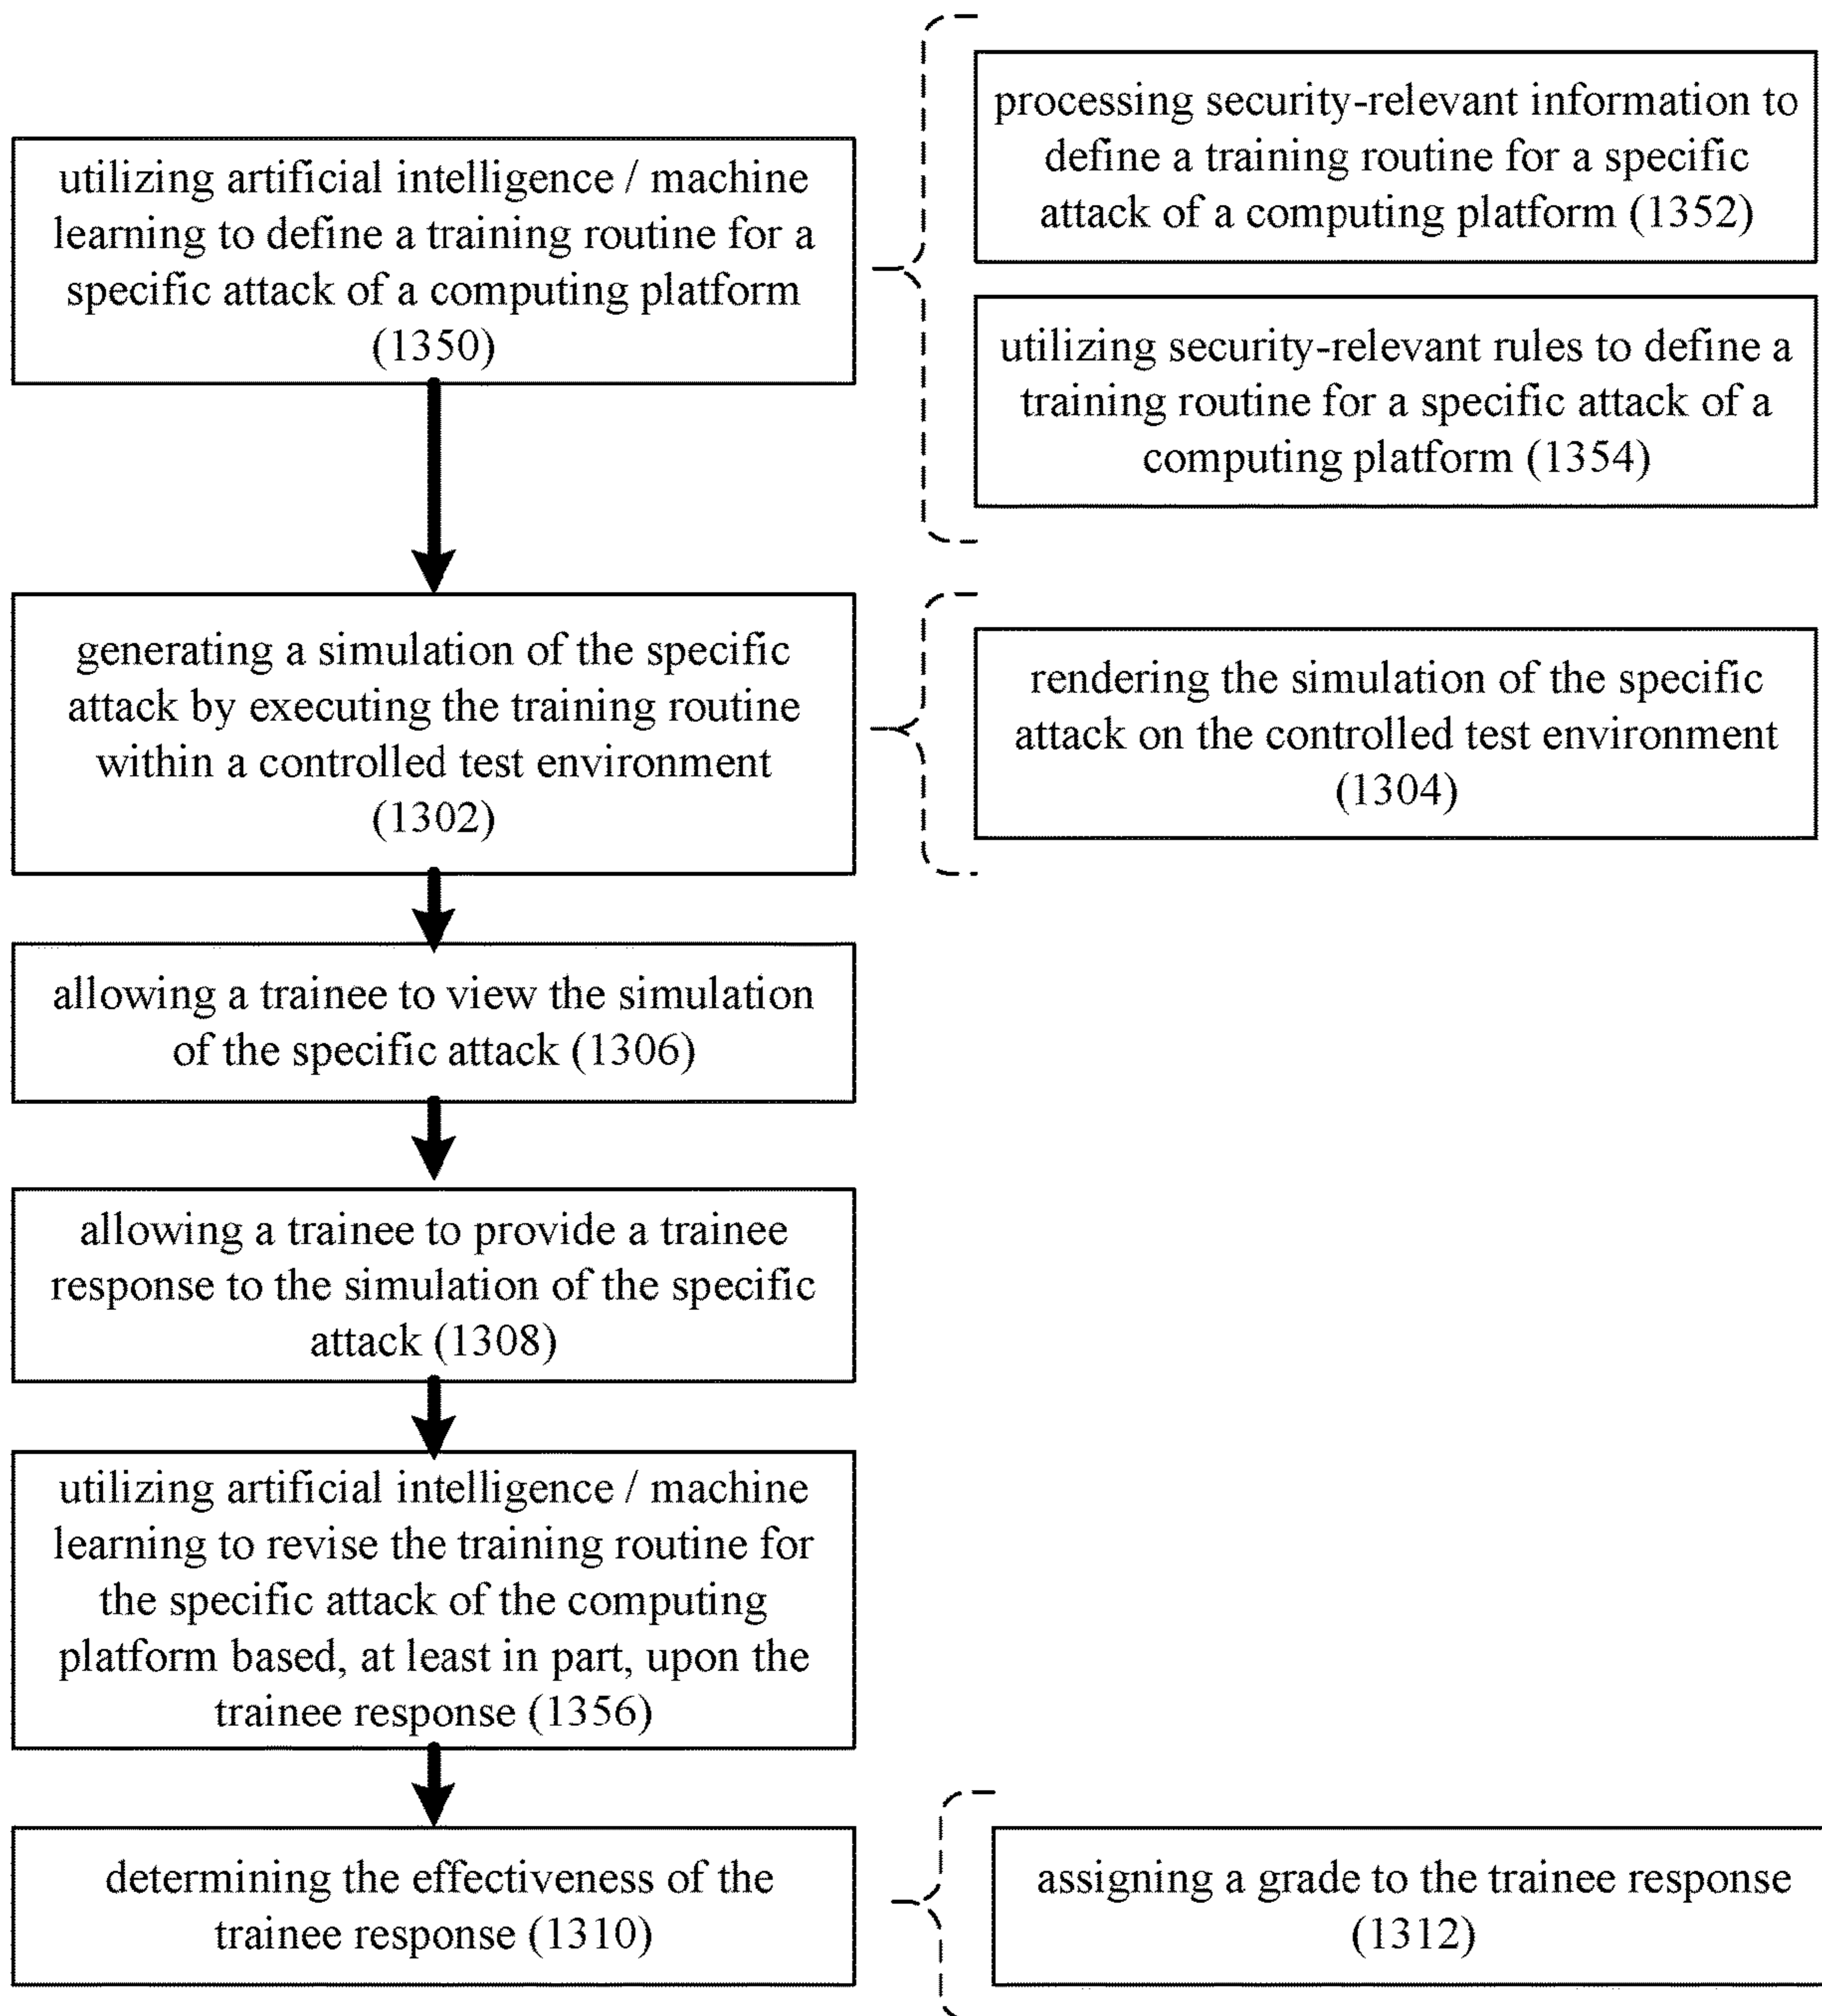 utilizing artificial intelligence / machine
learning to define a training routine for a
specific attack of a computing platform
(1350)
processing security-relevant information to
define a training routine for a specific
attack of a computing platform (1352)
utilizing security-relevant rules to define a
training routine for a specific attack of a
computing platform (1354)
generating a simulation of the specific
attack by executing the training routine
within a controlled test environment
(1302)
rendering the simulation of the specific
attack on the controlled test environment
(1304)
allowing a trainee to view the simulation
of the specific attack (1306)
allowing a trainee to provide a trainee
response to the simulation of the specific
attack (1308)
utilizing artificial intelligence / machine
learning to revise the training routine for
the specific attack of the computing
platform based, at least in part, upon the
trainee response (1356)
determining the effectiveness of the
trainee response (1310)
assigning a grade to the trainee response
(1312)